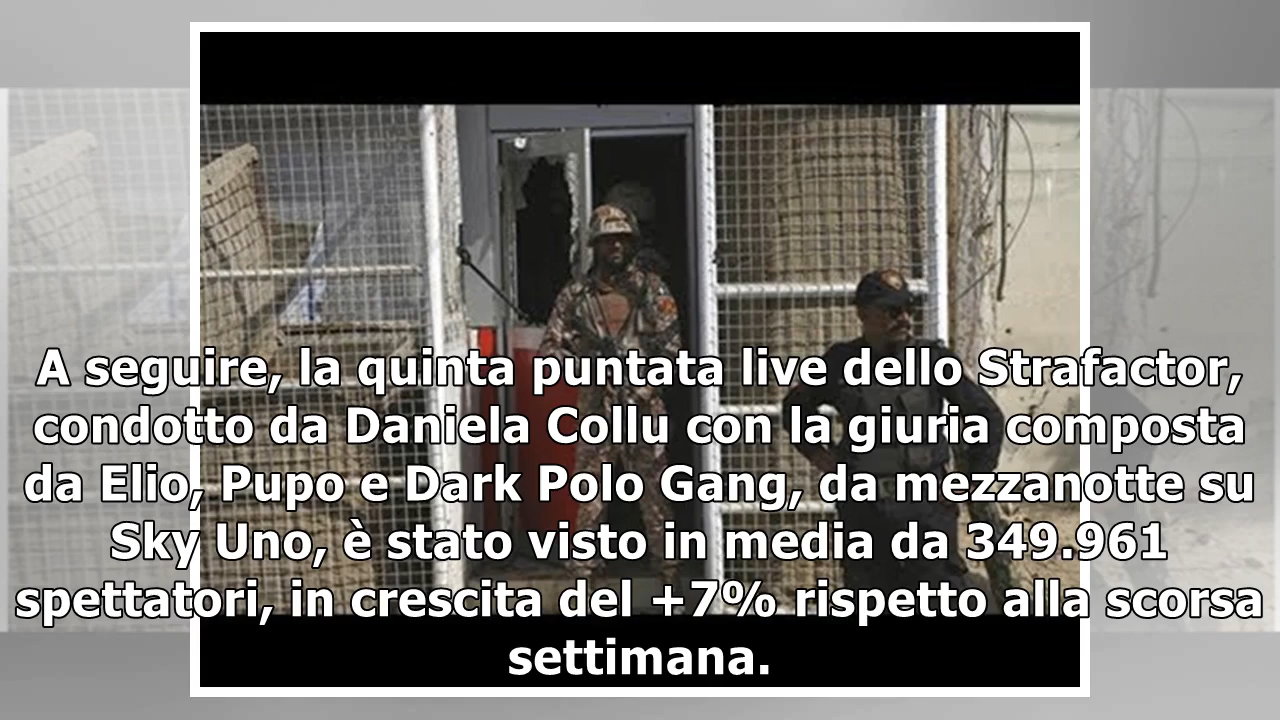 A seguire, la quinta puntata live dello Strafactor,
condotto da Daniela Collu con la giuria composta
da Elio, Pupo e Dark Polo Gang, da mezzanotte su
Sky Uno, è stato visto in media da 349.961
spettatori, in crescita del +7% rispetto alla scorsa
settimana.